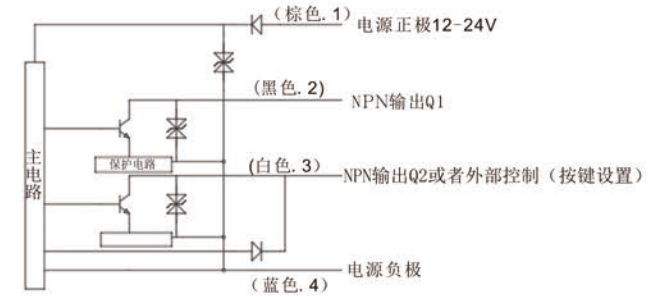 （棕色. 1）
电源正极12-24V
(黑色. 2)
NPN输出Q1
保护电路
主电路
(白色. 3)
NPN输出Q2或者外部控制（按键设置）
电源负极
（蓝色. 4）